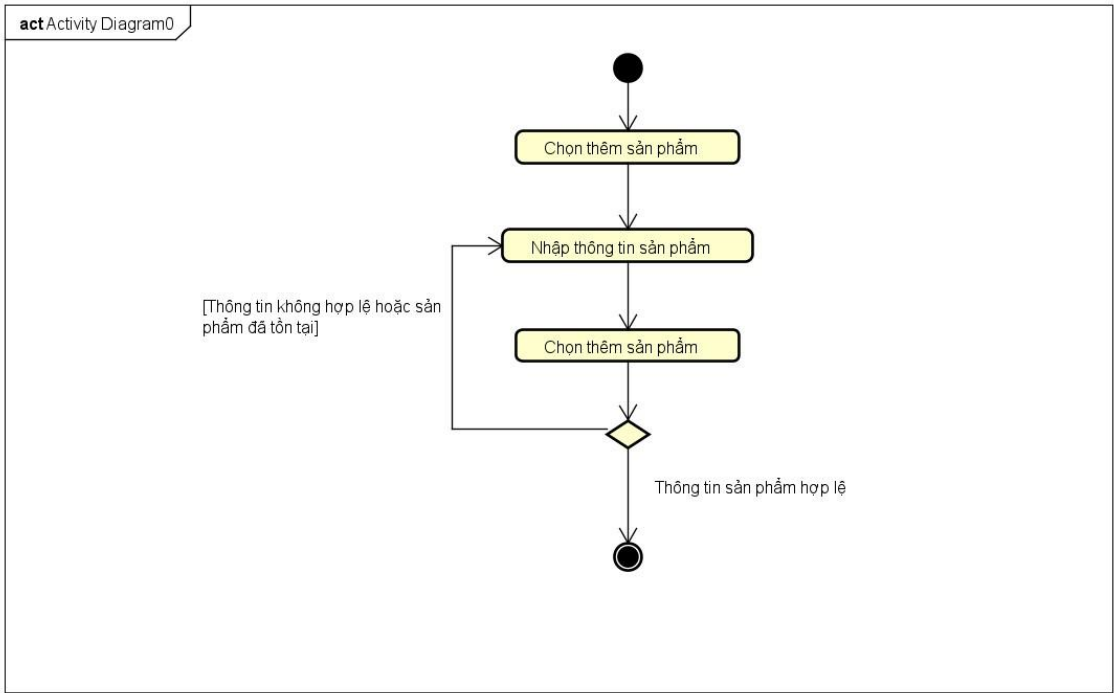 act Activity Diagram0
Chọn thêm sản phẩm
Nhập thông tin sản phẩm
[Thông tin không hợp lệ hoặc sản
phẩm đã tồn tại]
Chọn thêm sản phẩm
Thông tin sản phẩm hợp lệ